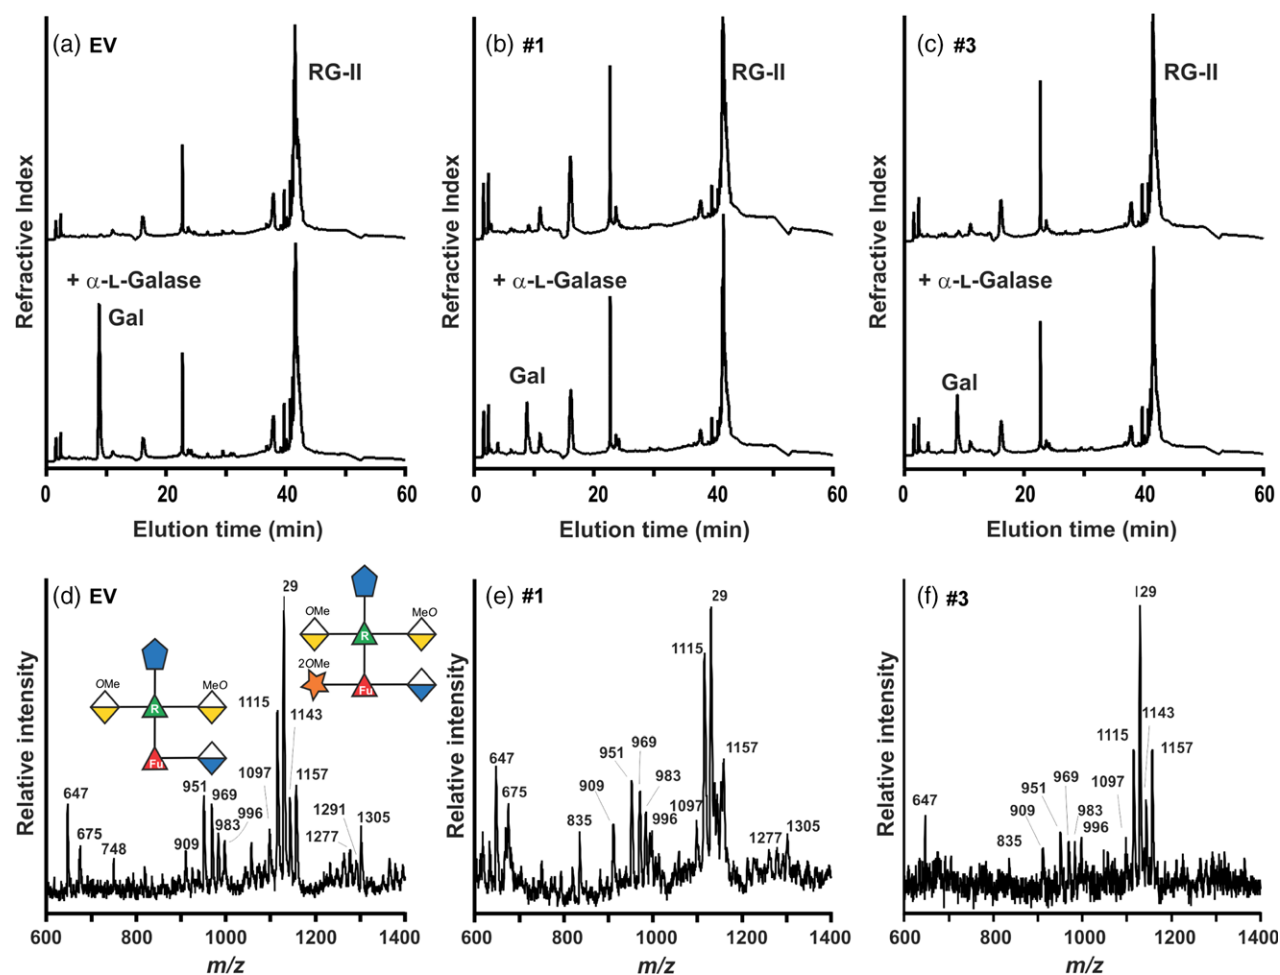 (a) EV
RG-II
Refractive Index
+ α-L-Galase
Gal
0 20 40 60
Elution time (min)
(b) #1
RG-II
Refractive Index
+ α-L-Galase
Gal
0 20 40 60
Elution time (min)
(c) #3
RG-II
Refractive Index
+ α-L-Galase
Gal
0 20 40 60
Elution time (min)
(d) EV
29
OMe MeO
R
2OMe
Fu
OMe MeO
R
Fu
Relative intensity
1115
1143
1157
1097
951
969
647
983
996
1291
1305
675
748
909
1277
600 800 1000 1200 1400
m/z
(e) #1
29
Relative intensity
1115
969
951
1157
647
983
675
909
1097
835
996
1277
1305
600 800 1000 1200 1400
m/z
(f) #3
29
Relative intensity
1143
1115
1157
969
1097
951
647
983
909
996
835
600 800 1000 1200 1400
m/z